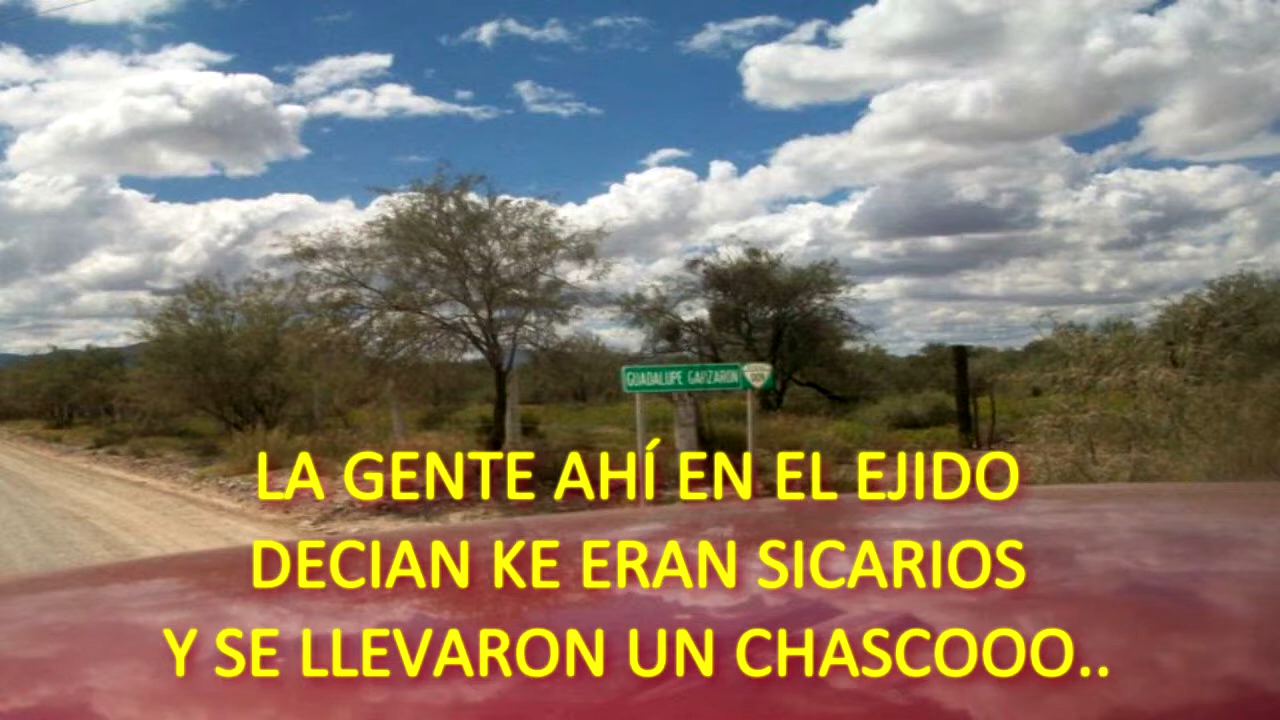 GUADALUPE GARZARON
LA GENTE AHÍ EN EL EJIDO
DECIAN KE ERAN SICARIOS
Y SE LLEVARON UN CHASCOOO..